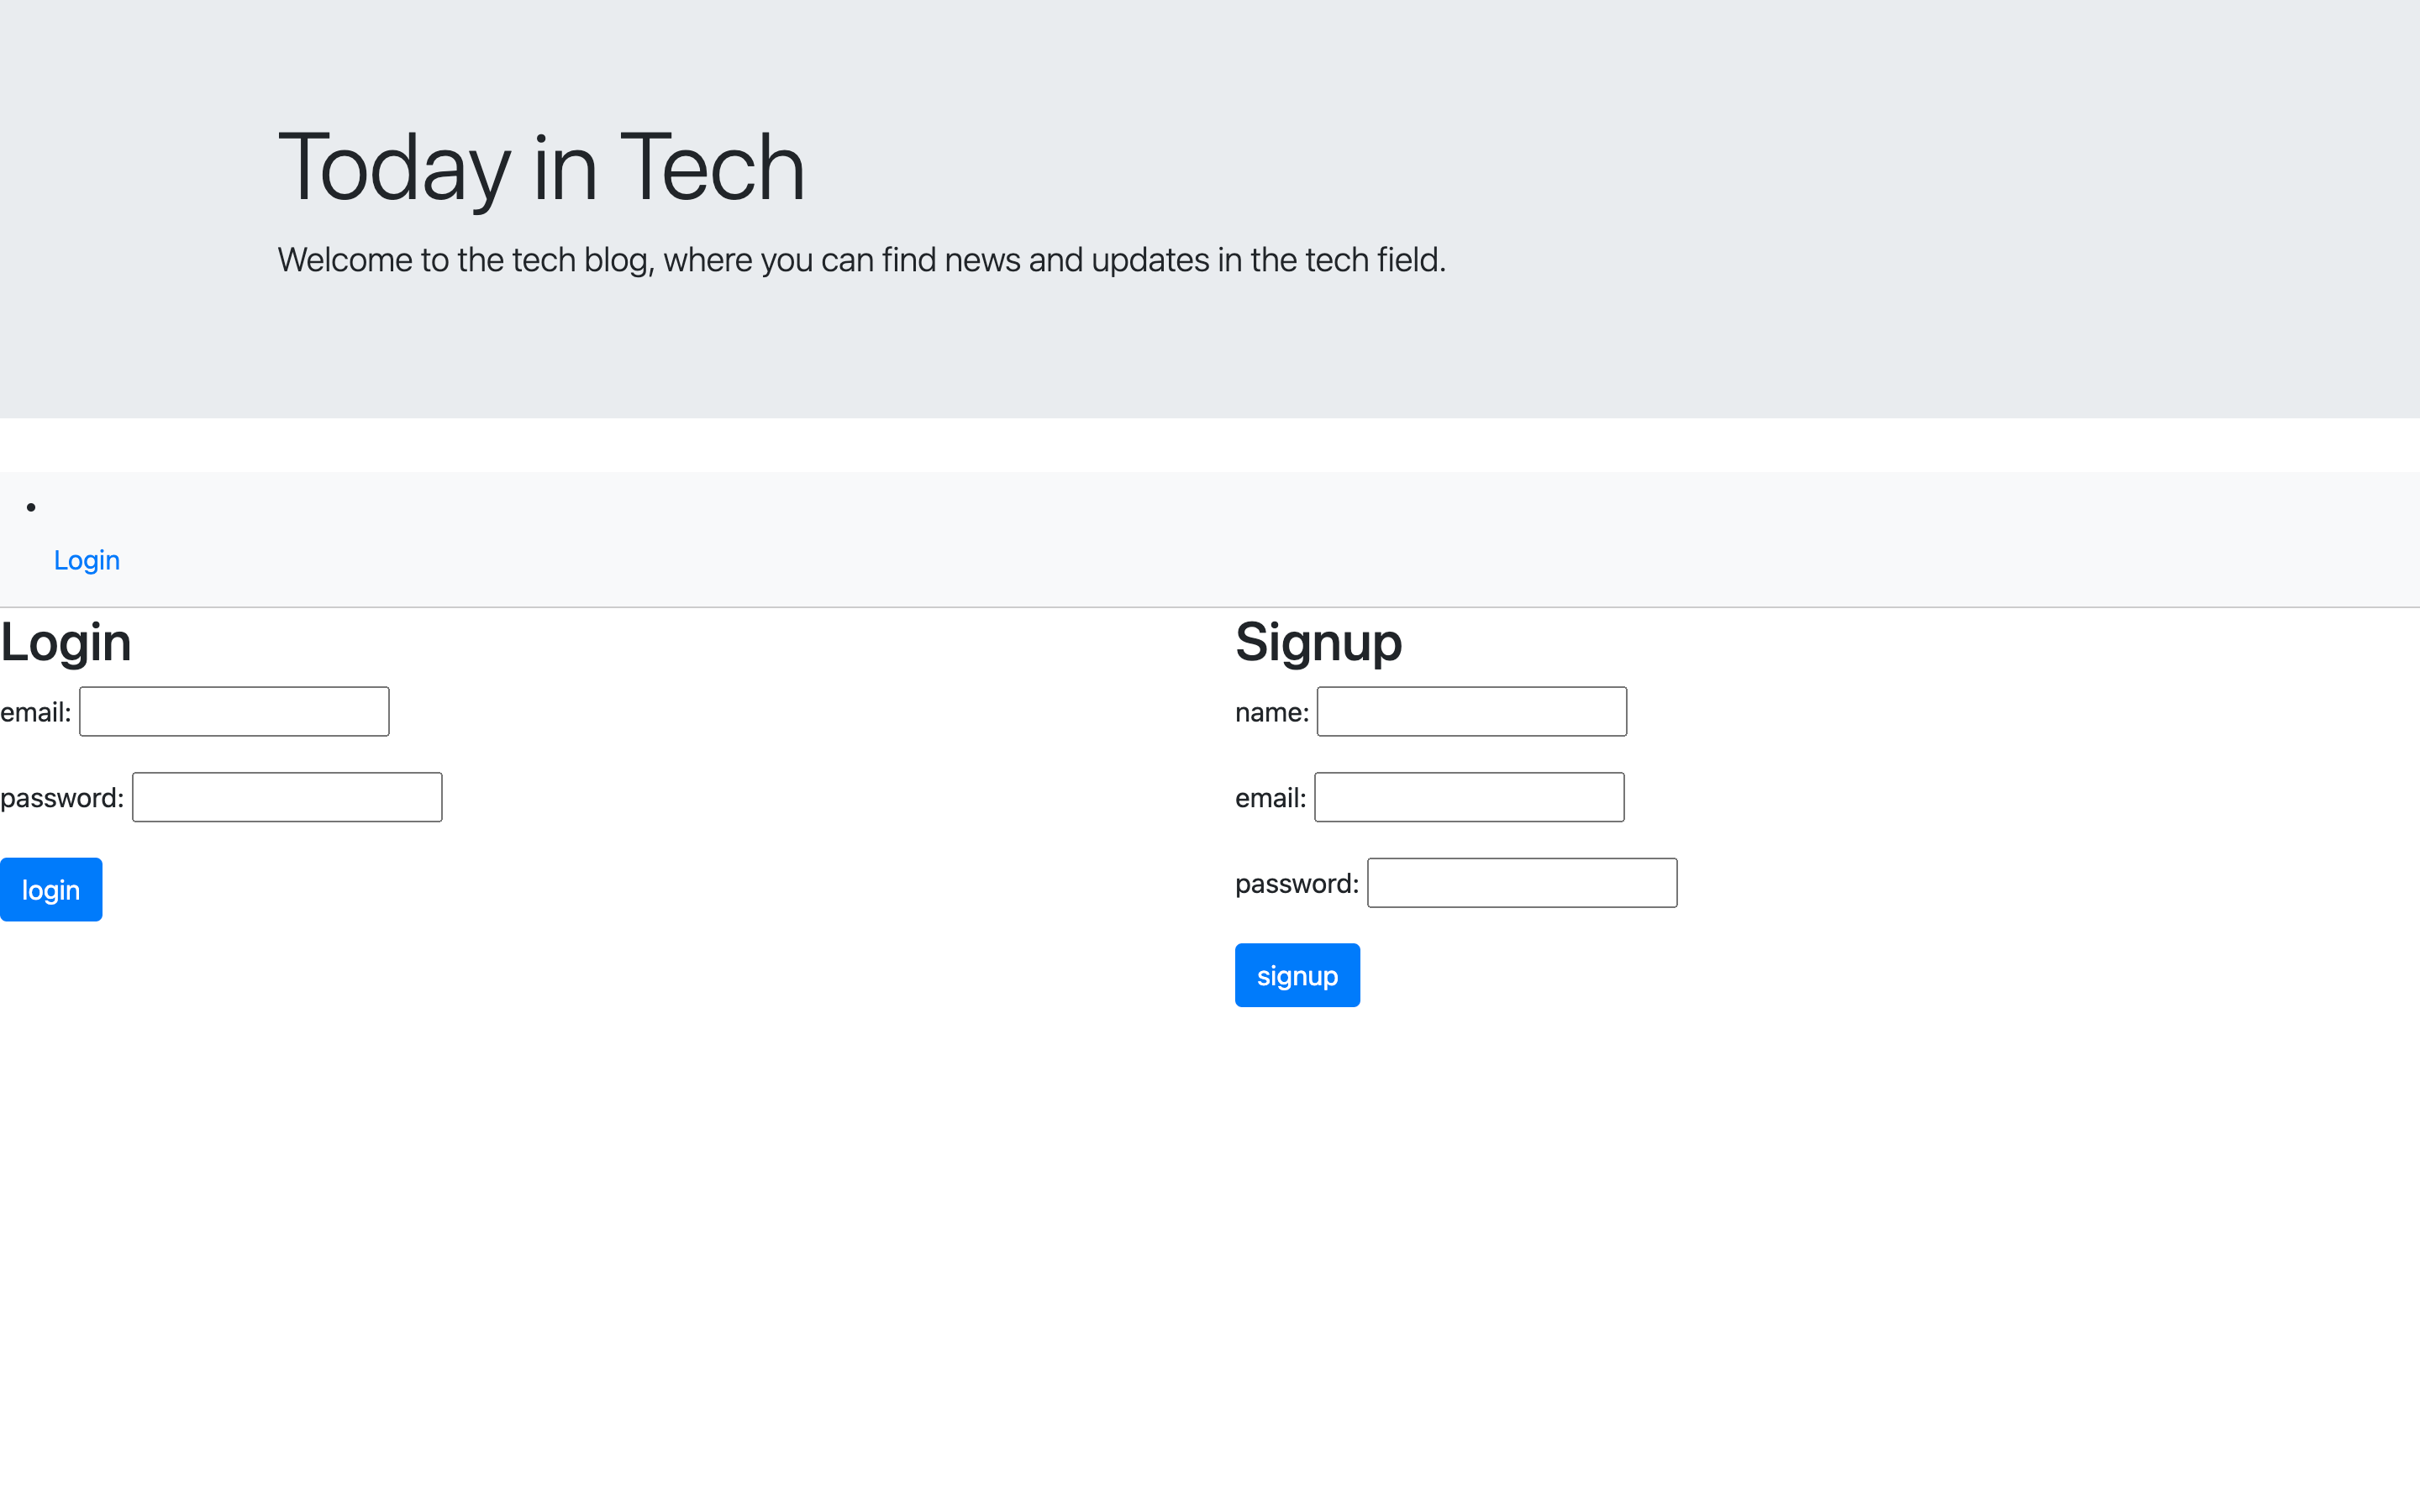 Today in Tech
Welcome to the tech blog, where you can find news and updates in the tech field.
Login
Login
email:
password:
login
Signup
name:
email:
password:
signup